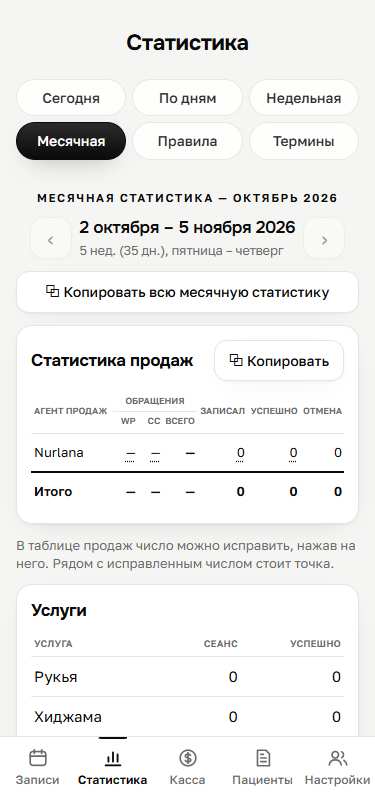 Статистика
Сегодня
По дням
Недельная
Месячная
Правила
Термины
МЕСЯЧНАЯ СТАТИСТИКА — ОКТЯБРЬ 2026
‹ 2 октября – 5 ноября 2026 ›
5 нед. (35 дн.), пятница – четверг
Копировать всю месячную статистику
Статистика продаж
Копировать
АГЕНТ ПРОДАЖ ОБРАЩЕНИЯ ЗАПИСАЛ УСПЕШНО ОТМЕНА
WP CC ВСЕГО
Nurlana — — — 0 0 0
Итого — — — 0 0 0
В таблице продаж число можно исправить, нажав на
него. Рядом с исправленным числом стоит точка.
Услуги
УСЛУГА СЕАНС УСПЕШНО
Рукья 0 0
Хиджама 0 0
Записи Статистика Касса Пациенты Настройки